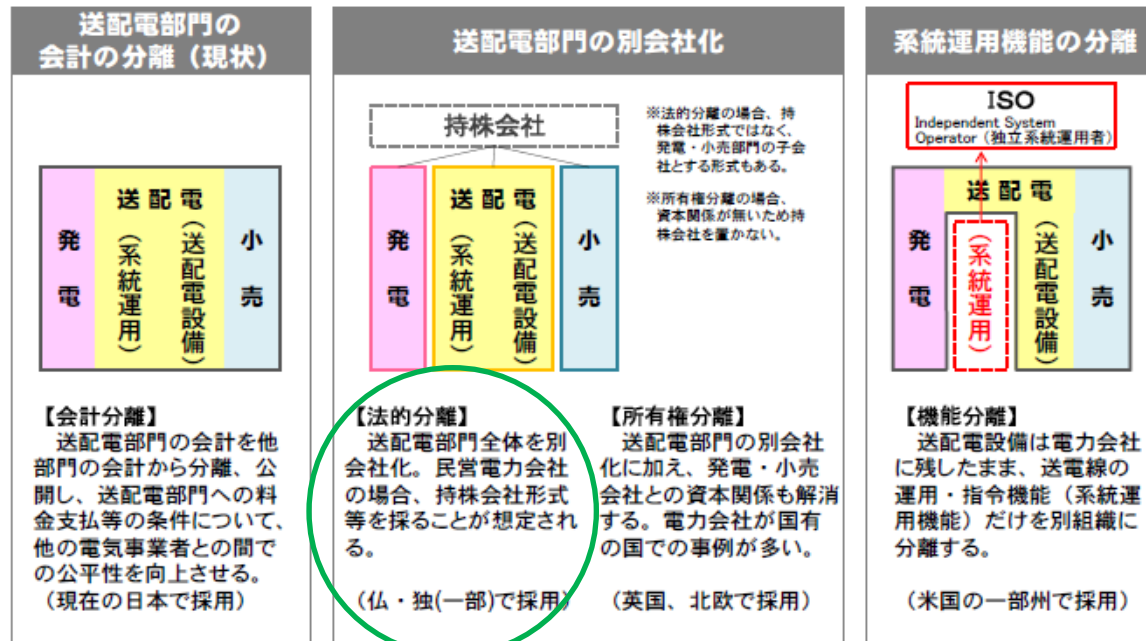 送配電部門の
会計の分離（現状）
発電
送配電
（系統運用）
（送配電設備）
小売
【会計分離】
送配電部門の会計を他
部門の会計から分離、公
開し、送配電部門への料
金支払等の条件について、
他の電気事業者との間で
の公平性を向上させる。
（現在の日本で採用）
送配電部門の別会社化
持株会社
※法的分離の場合、持
株会社形式ではなく、
発電・小売部門の子会
社とする形式もある。
※所有権分離の場合、
資本関係が無いため持
株会社を置かない。
発電
送配電
（系統運用）
（送配電設備）
小売
【法的分離】
送配電部門全体を別
会社化。民営電力会社
の場合、持株会社形式
等を採ることが想定され
る。
（仏・独(一部)で採用）
【所有権分離】
送配電部門の別会社
化に加え、発電・小売
会社との資本関係も解消
する。電力会社が国有
の国での事例が多い。
（英国、北欧で採用）
系統運用機能の分離
ISO
Independent System
Operator（独立系統運用者）
発電
送配電
（系統運用）
（送配電設備）
小売
【機能分離】
送配電設備は電力会社
に残したまま、送電線の
運用・指令機能（系統運
用機能）だけを別組織に
分離する。
（米国の一部州で採用）